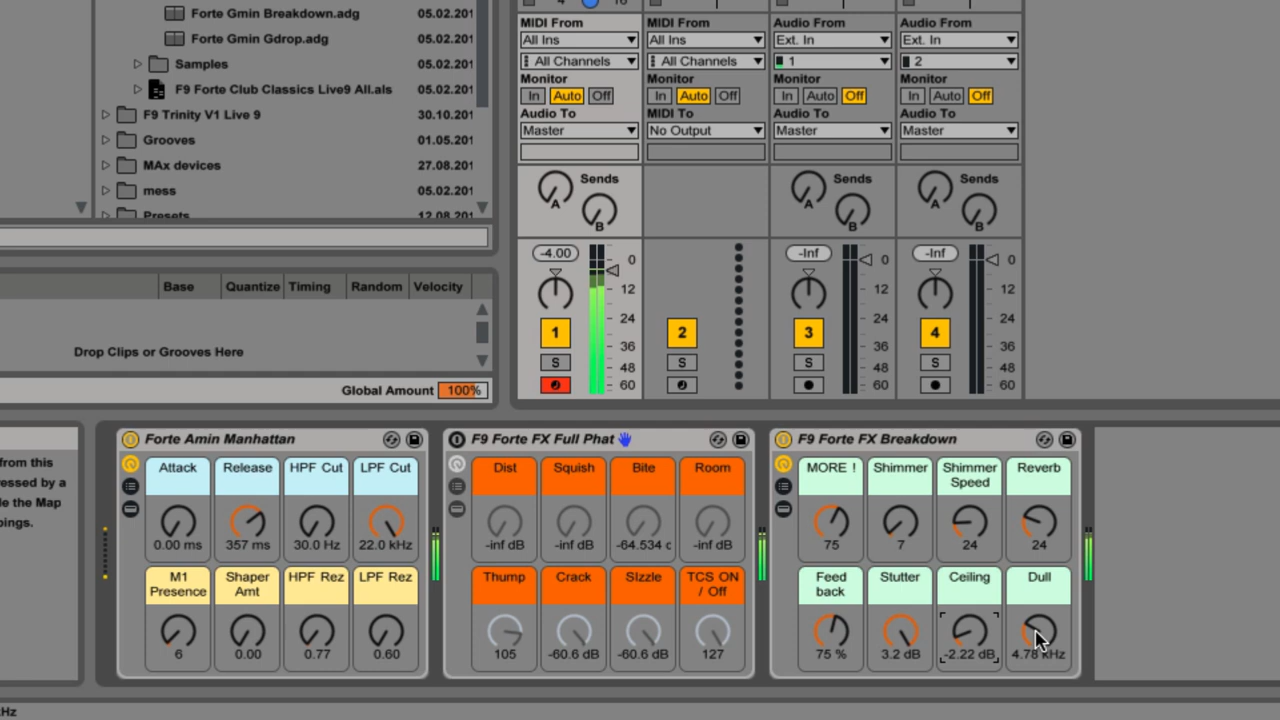 Forte Gmin Breakdown.adg 05.02.201
Forte Gmin Gdrop.adg 05.02.201
Samples 05.02.201
F9 Forte Club Classics Live9 All.als 05.02.201
F9 Trinity V1 Live 9 30.10.201
Grooves 01.05.201
MAx devices 27.08.201
mess 05.02.201
Presets 12.08.201
Base Quantize Timing Random Velocity
Drop Clips or Grooves Here
Global Amount 100%
MIDI From MIDI From Audio From Audio From
All Ins All Ins Ext. In Ext. In
All Channels All Channels 1 2
Monitor Monitor Monitor Monitor
In Auto Off In Auto Off In Auto Off In Auto Off
Audio To MIDI To Audio To Audio To
Master No Output Master Master
Sends Sends Sends
A B A B A B
-4.00 0 -Inf 0 -Inf 0
12 12 12
24 24 24
1 2 3 4
36 36 36
S S S S
48 48 48
60 60 60
from this
essed by a
le the Map
pings.
Forte Amin Manhattan
Attack Release HPF Cut LPF Cut
0.00 ms 357 ms 30.0 Hz 22.0 kHz
M1 Presence Shaper Amt HPF Rez LPF Rez
6 0.00 0.77 0.60
F9 Forte FX Full Phat
Dist Squish Bite Room
-inf dB -inf dB -64.534 c -inf dB
Thump Crack SIzzle TCS ON / Off
105 -60.6 dB -60.6 dB 127
F9 Forte FX Breakdown
MORE ! Shimmer Shimmer Speed Reverb
75 7 24 24
Feed back Stutter Ceiling Dull
75 % 3.2 dB -2.22 dB 4.78 kHz
Hz